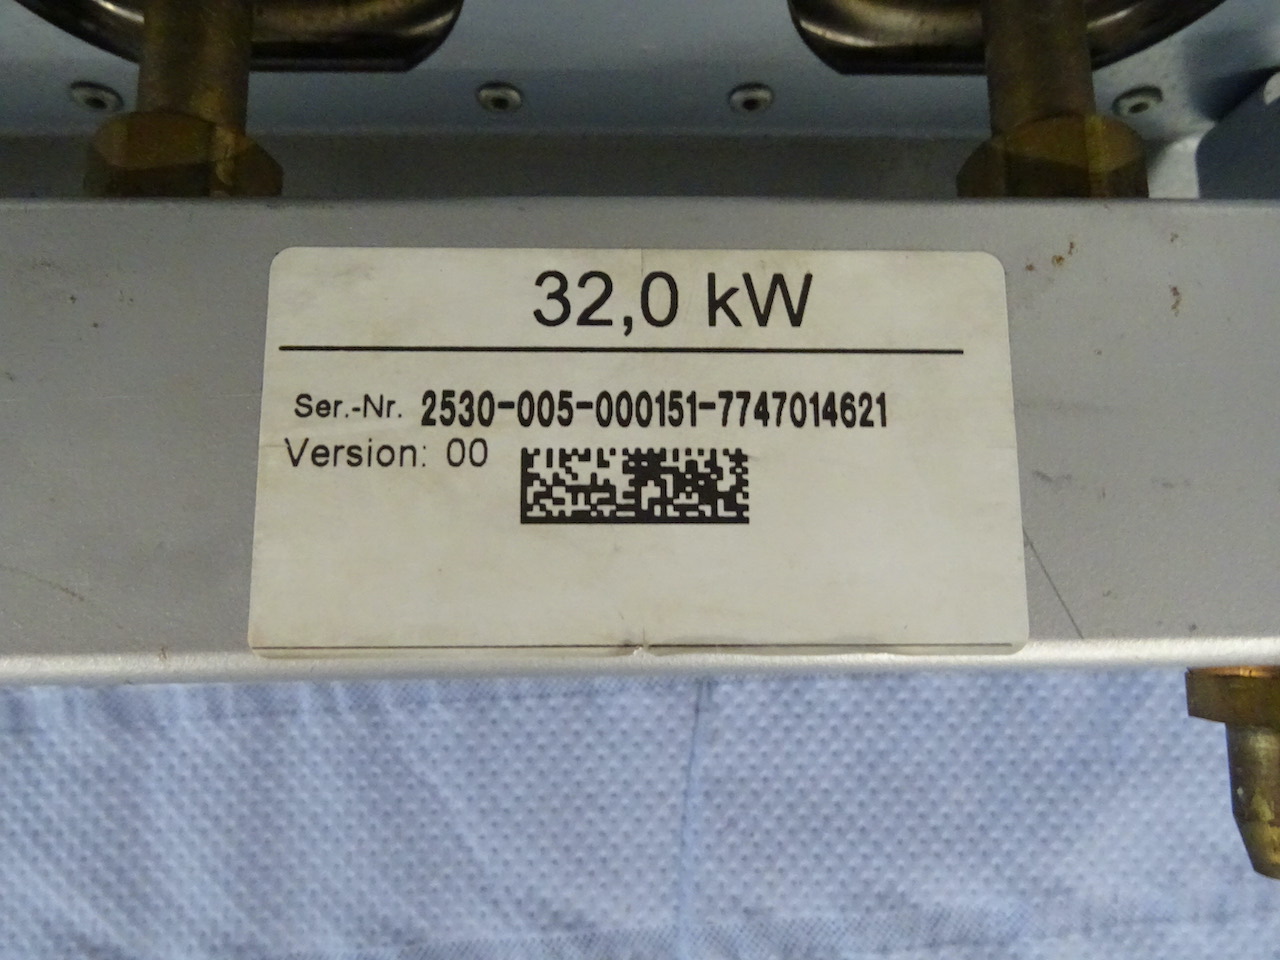 32,0 kW
Ser.-Nr. 2530-005-000151-7747014621
Version: 00